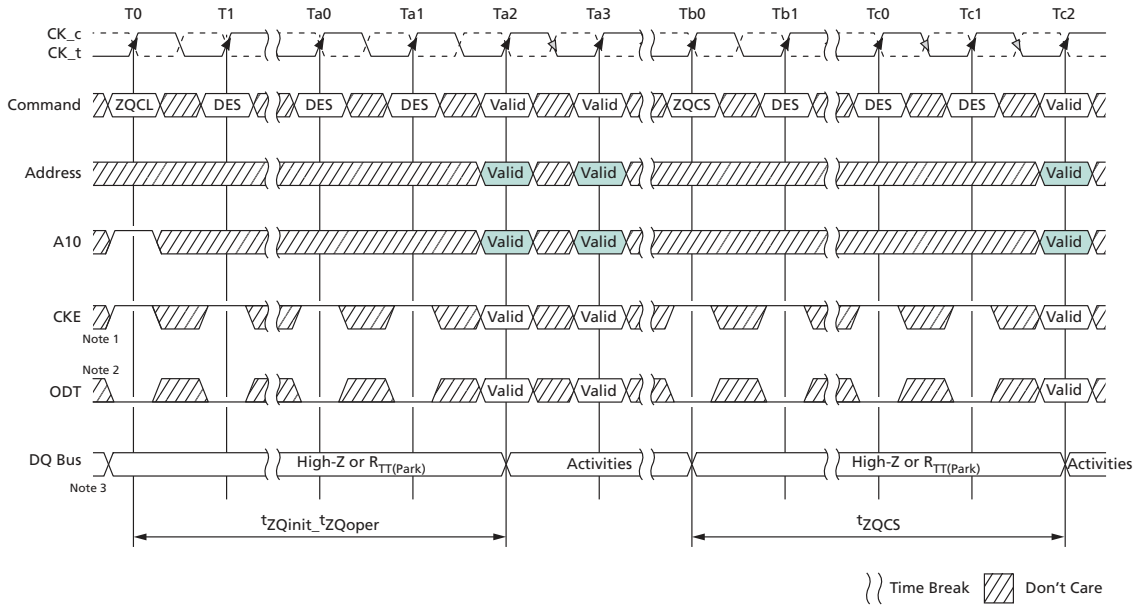 T0 T1 Ta0 Ta1 Ta2 Ta3 Tb0 Tb1 Tc0 Tc1 Tc2
CK_c
CK_t
Command ZQCL DES DES DES Valid Valid ZQCS DES DES DES Valid
Address Valid Valid Valid
A10 Valid Valid Valid
CKE Valid Valid Valid
Note 1
Note 2
ODT Valid Valid Valid
DQ Bus High-Z or RTT(Park) Activities High-Z or RTT(Park) Activities
Note 3
tZQinit_tZQoper tZQCS
Time Break Don't Care